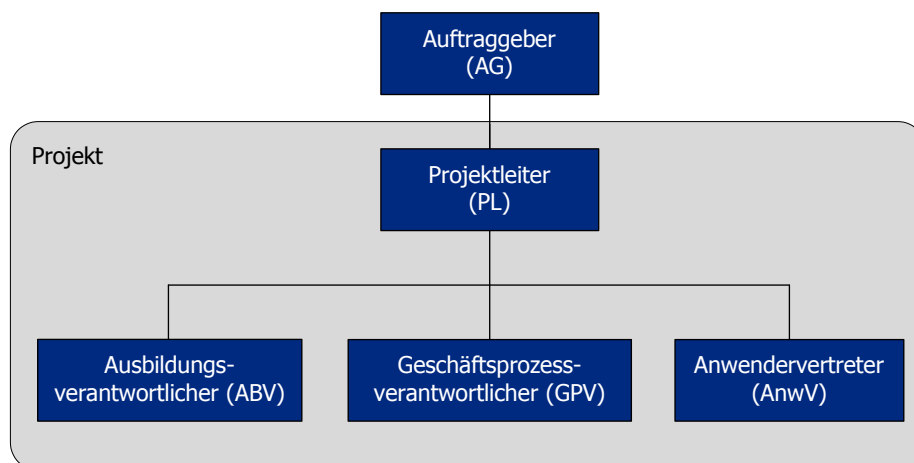 Auftraggeber
(AG)
Projekt
Projektleiter
(PL)
Ausbildungs-
verantwortlicher (ABV)
Geschäftsprozess-
verantwortlicher (GPV)
Anwendervertreter
(AnwV)